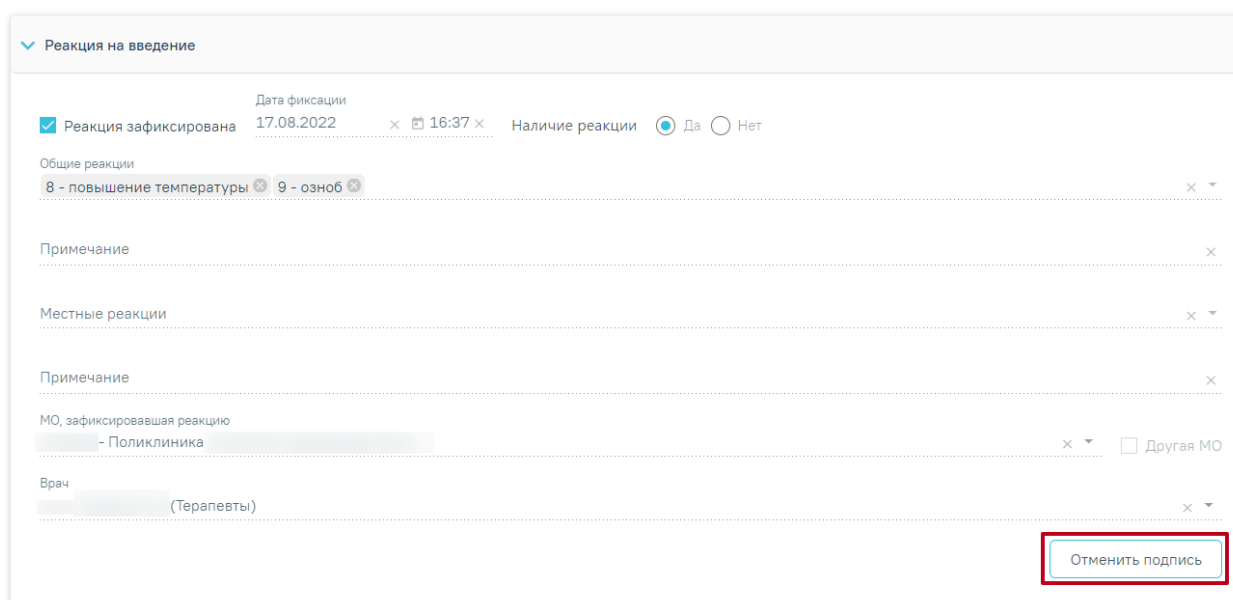 Реакция на введение
Дата фиксации
Реакция зафиксирована 17.08.2022 16:37 Наличие реакции Да Нет
Общие реакции
8 - повышение температуры 9 - озноб
Примечание
Местные реакции
Примечание
МО, зафиксировавшая реакцию
- Поликлиника
Другая МО
Врач
(Терапевты)
Отменить подпись